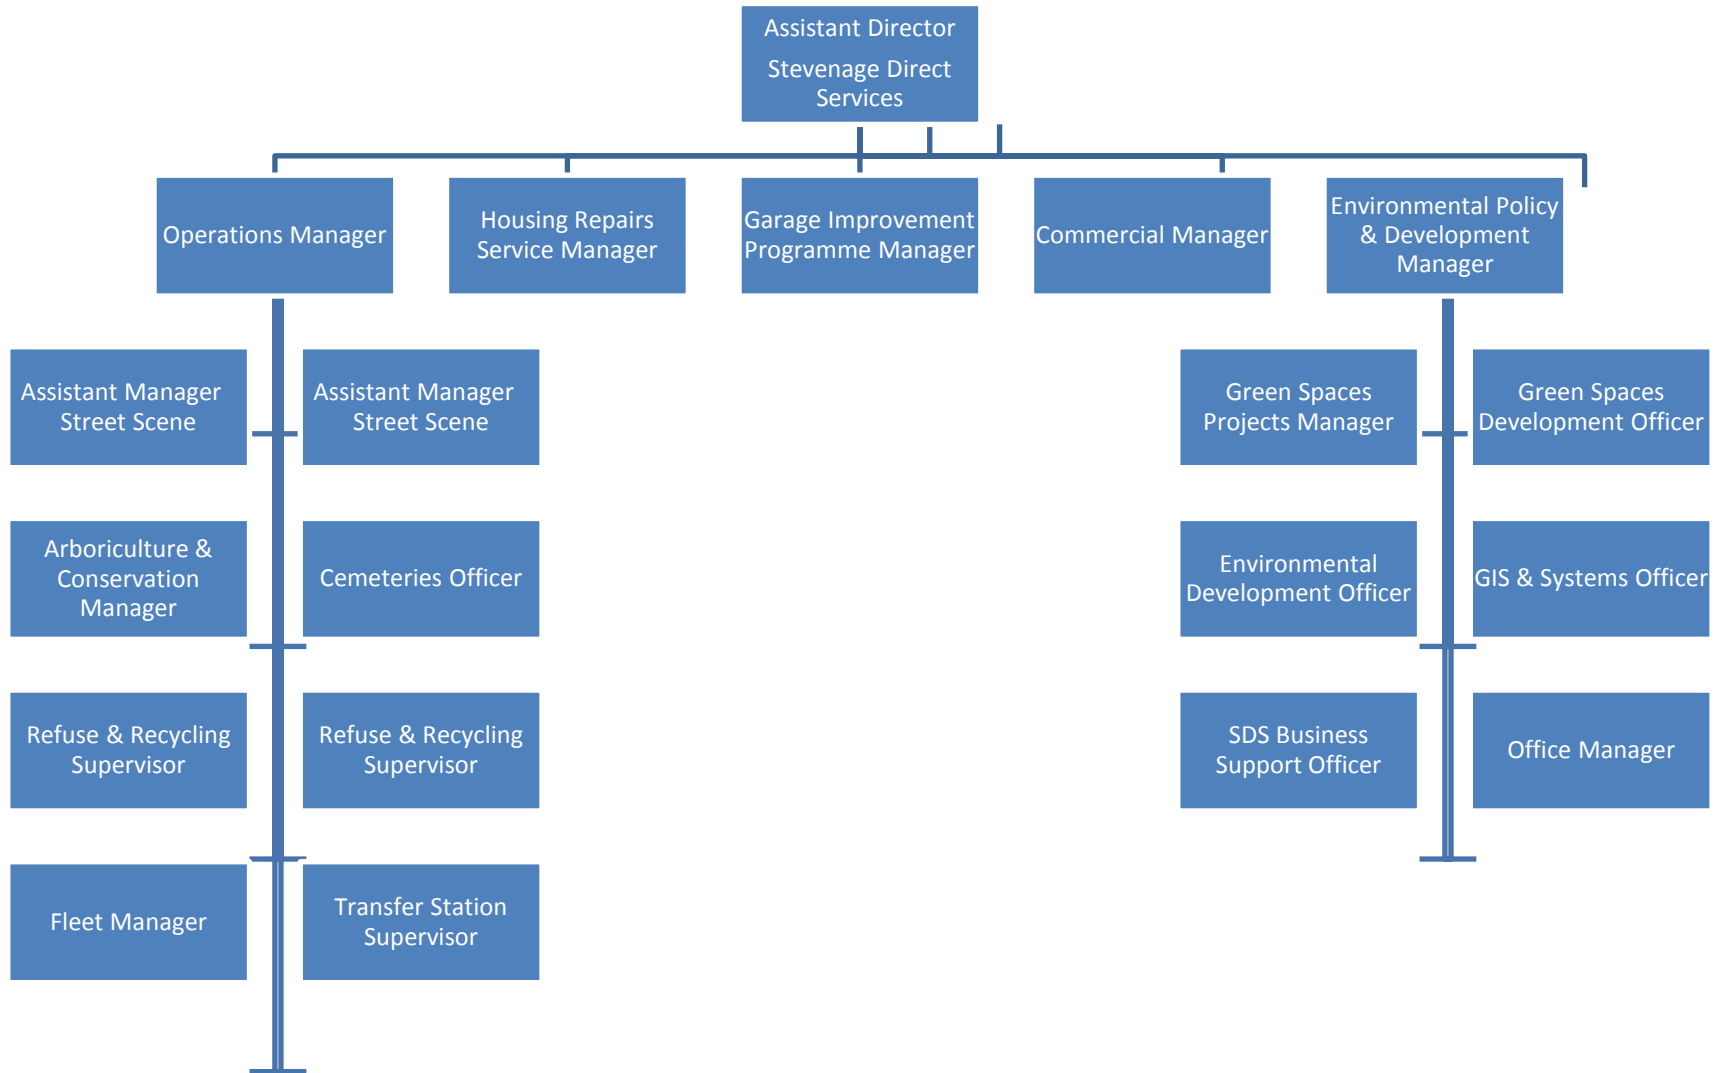 Assistant Director
Stevenage Direct
Services
Operations Manager
Housing Repairs
Service Manager
Garage Improvement
Programme Manager
Commercial Manager
Environmental Policy
& Development
Manager
Assistant Manager
Street Scene
Assistant Manager
Street Scene
Green Spaces
Projects Manager
Green Spaces
Development Officer
Arboriculture &
Conservation
Manager
Cemeteries Officer
Environmental
Development Officer
GIS & Systems Officer
Refuse & Recycling
Supervisor
Refuse & Recycling
Supervisor
SDS Business
Support Officer
Office Manager
Fleet Manager
Transfer Station
Supervisor